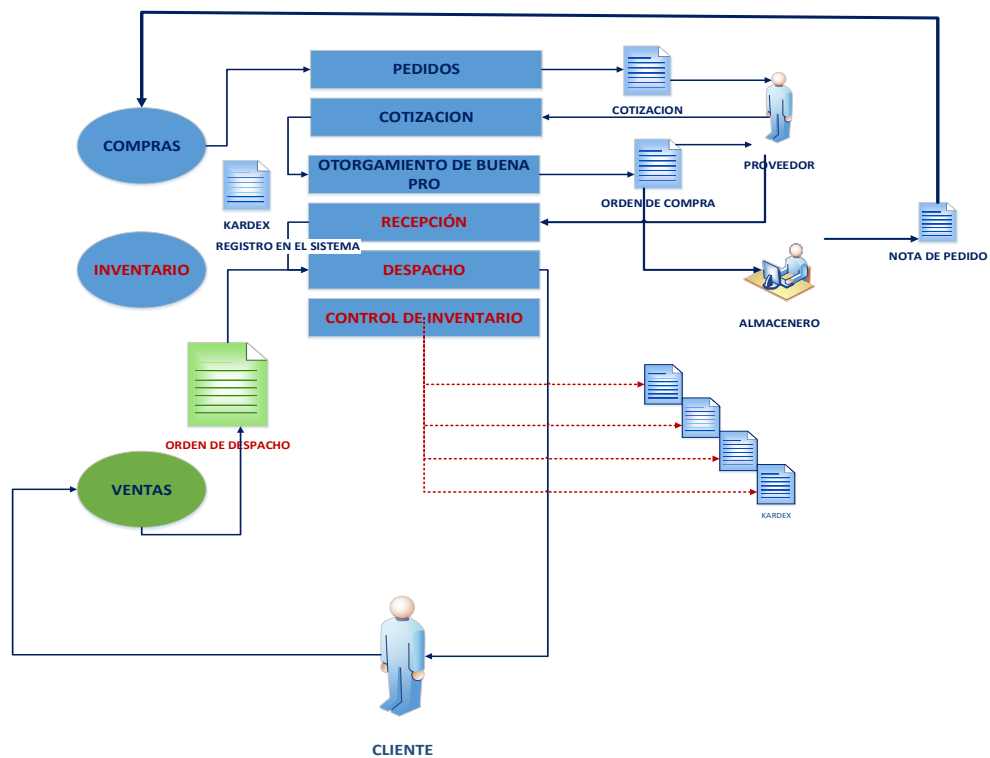 PEDIDOS
COTIZACION
COTIZACION
COMPRAS
OTORGAMIENTO DE BUENA
PRO
PROVEEDOR
KARDEX
ORDEN DE COMPRA
RECEPCIÓN
REGISTRO EN EL SISTEMA
NOTA DE PEDIDO
INVENTARIO
DESPACHO
CONTROL DE INVENTARIO
ALMACENERO
ORDEN DE DESPACHO
VENTAS
KARDEX
CLIENTE